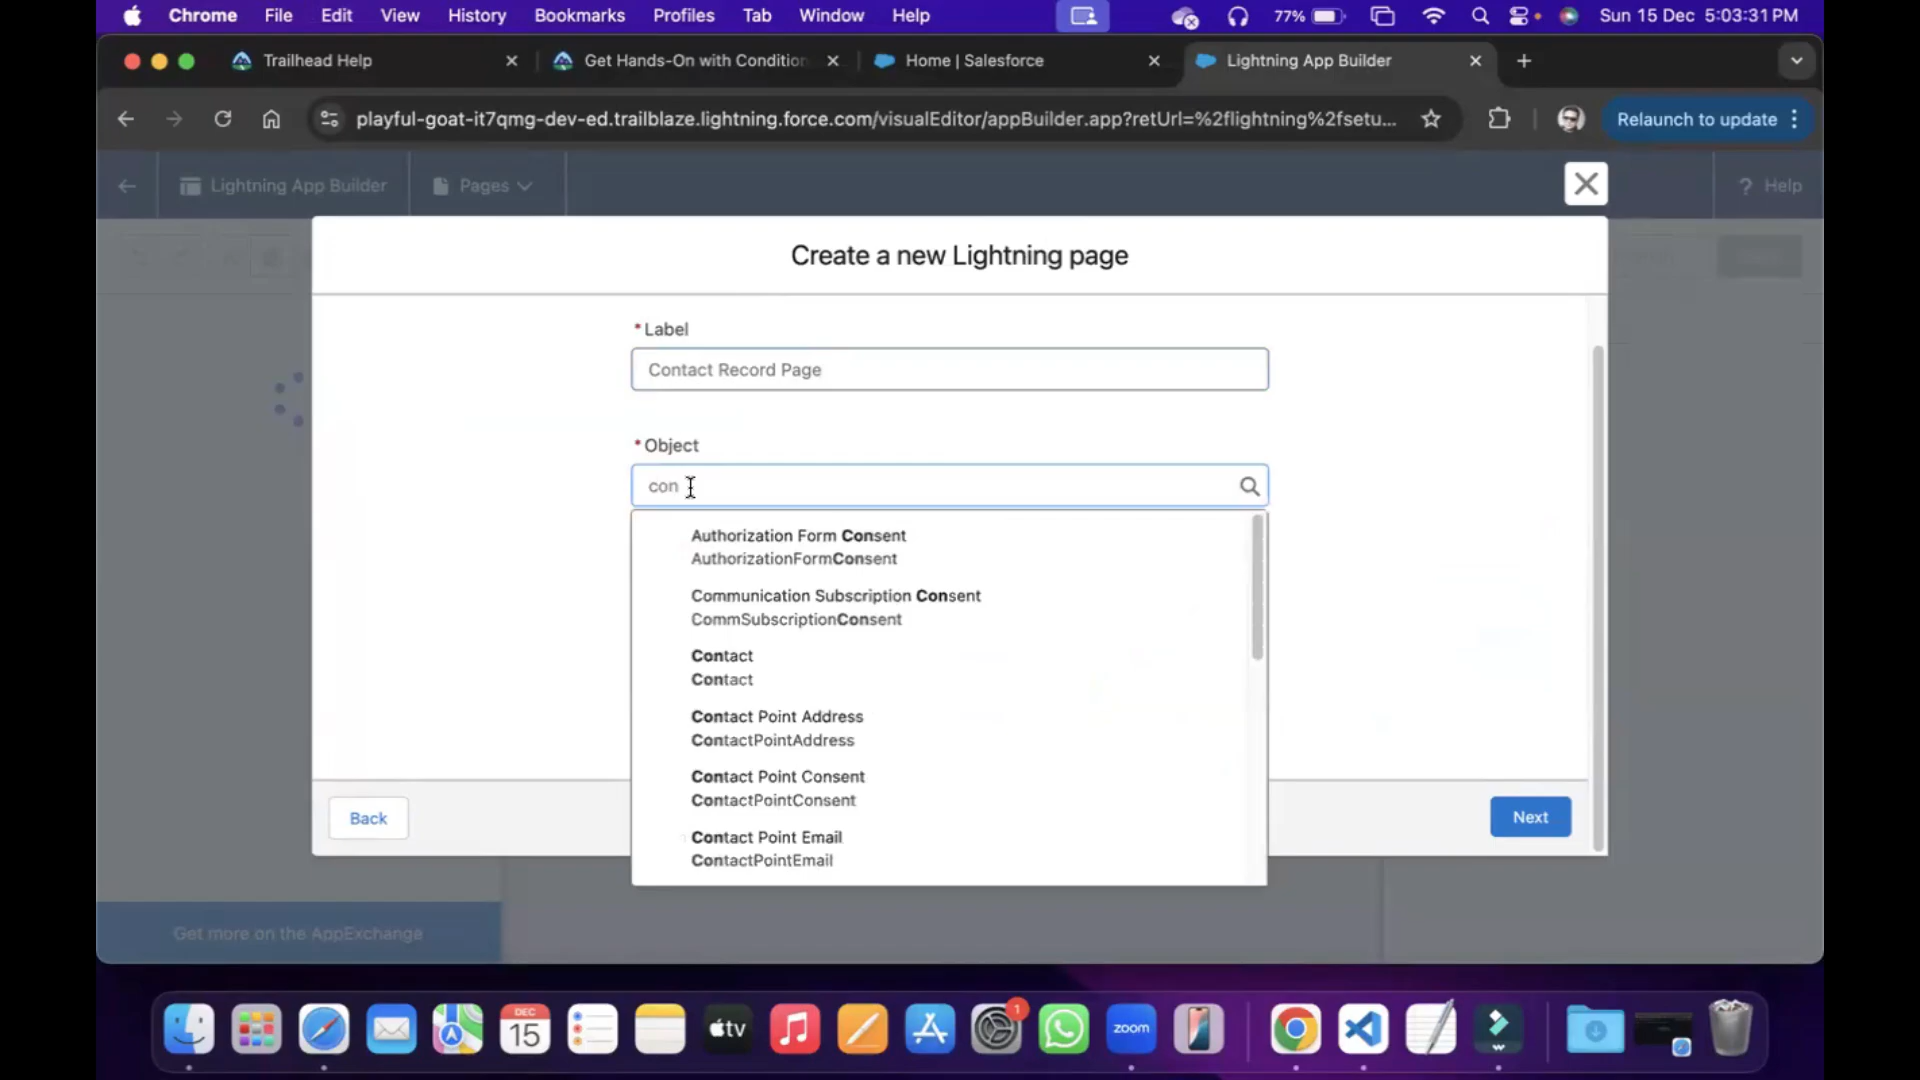 Chrome File Edit View History Bookmarks Profiles Tab Window Help 77% Sun 15 Dec 5:03:31 PM
Trailhead Help Get Hands-On with Condition Home | Salesforce Lightning App Builder
playful-goat-it7qmg-dev-ed.trailblaze.lightning.force.com/visualEditor/appBuilder.app?retUrl=%2flightning%2fsetu... Relaunch to update
Lightning App Builder Pages ? Help
Create a new Lightning page
* Label
Contact Record Page
* Object
con
Authorization Form Consent
AuthorizationFormConsent
Communication Subscription Consent
CommSubscriptionConsent
Contact
Contact
Contact Point Address
ContactPointAddress
Contact Point Consent
ContactPointConsent
Contact Point Email
ContactPointEmail
Back Next
Get more on the AppExchange
DEC
15
tv
zoom
1